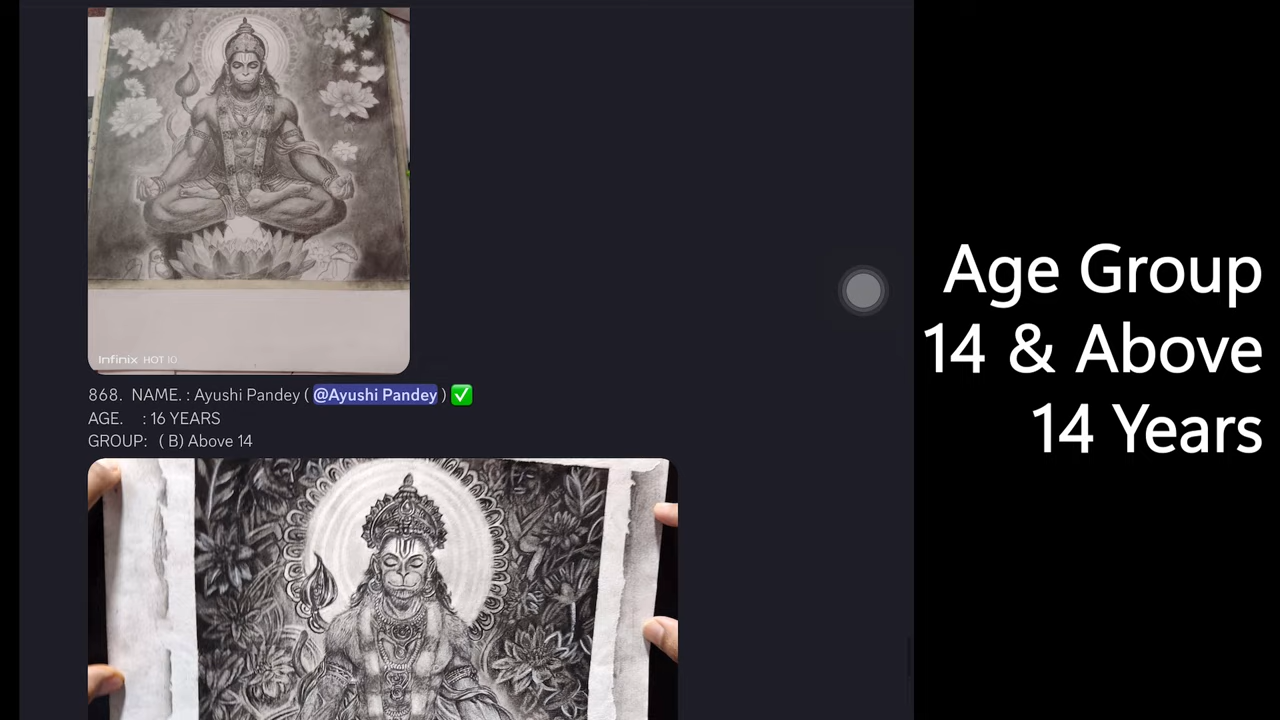 Infinix HOT 10
868. NAME. : Ayushi Pandey ( @Ayushi Pandey ) ✅
AGE. : 16 YEARS
GROUP: ( B) Above 14
Age Group
14 & Above
14 Years